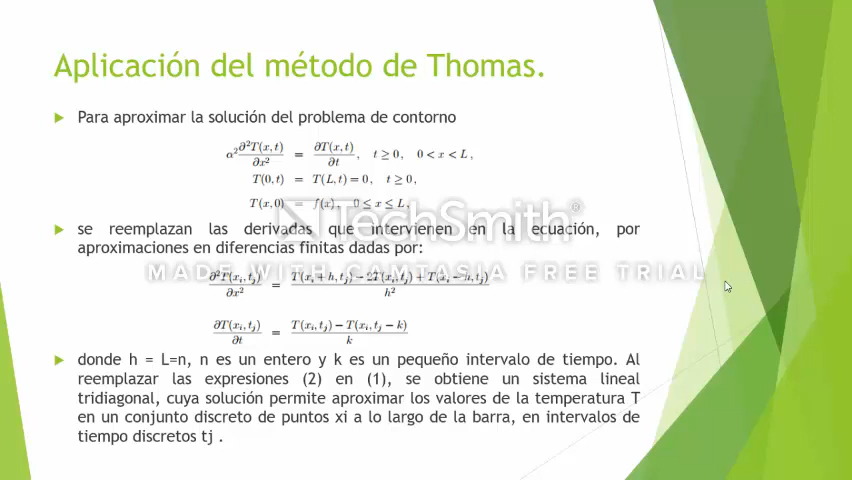 Aplicación del método de Thomas.
Para aproximar la solución del problema de contorno
α² ∂²T(x,t)/∂x² = ∂T(x,t)/∂t, t ≥ 0, 0 < x < L,
T(0,t) = T(L,t) = 0, t ≥ 0,
T(x,0) = f(x), 0 ≤ x ≤ L,
TechSmith®
se reemplazan las derivadas que intervienen en la ecuación, por
aproximaciones en diferencias finitas dadas por:
MADE WITH CAMTASIA FREE TRIAL
∂²T(xᵢ,tⱼ)/∂x² = T(xᵢ + h,tⱼ) − 2T(xᵢ,tⱼ) + T(xᵢ − h,tⱼ)/h²
∂T(xᵢ,tⱼ)/∂t = T(xᵢ,tⱼ) − T(xᵢ,tⱼ − k)/k
donde h = L=n, n es un entero y k es un pequeño intervalo de tiempo. Al
reemplazar las expresiones (2) en (1), se obtiene un sistema lineal
tridiagonal, cuya solución permite aproximar los valores de la temperatura T
en un conjunto discreto de puntos xi a lo largo de la barra, en intervalos de
tiempo discretos tj .